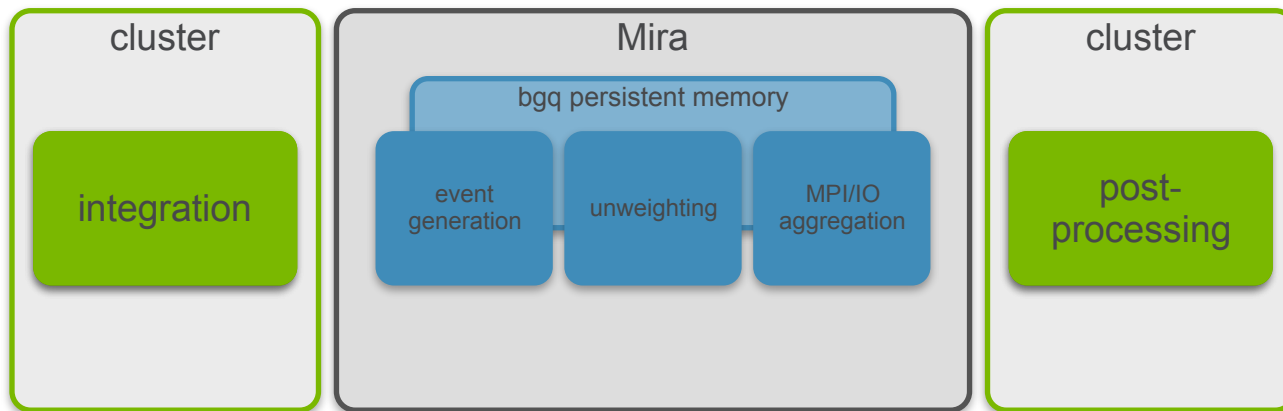 cluster
integration
Mira
bgq persistent memory
event
generation
unweighting
MPI/IO
aggregation
cluster
post-
processing